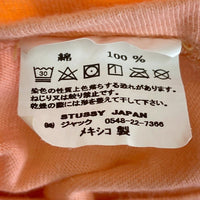 綿 100 %
30
染色の性質上色落ちする恐れがあります。
ねじり又は絞り禁止です。
乾燥の際には形を整えて干して下さい。
STUSSY JAPAN
㈱ ジャック 0548-22-7366
メキシコ 製